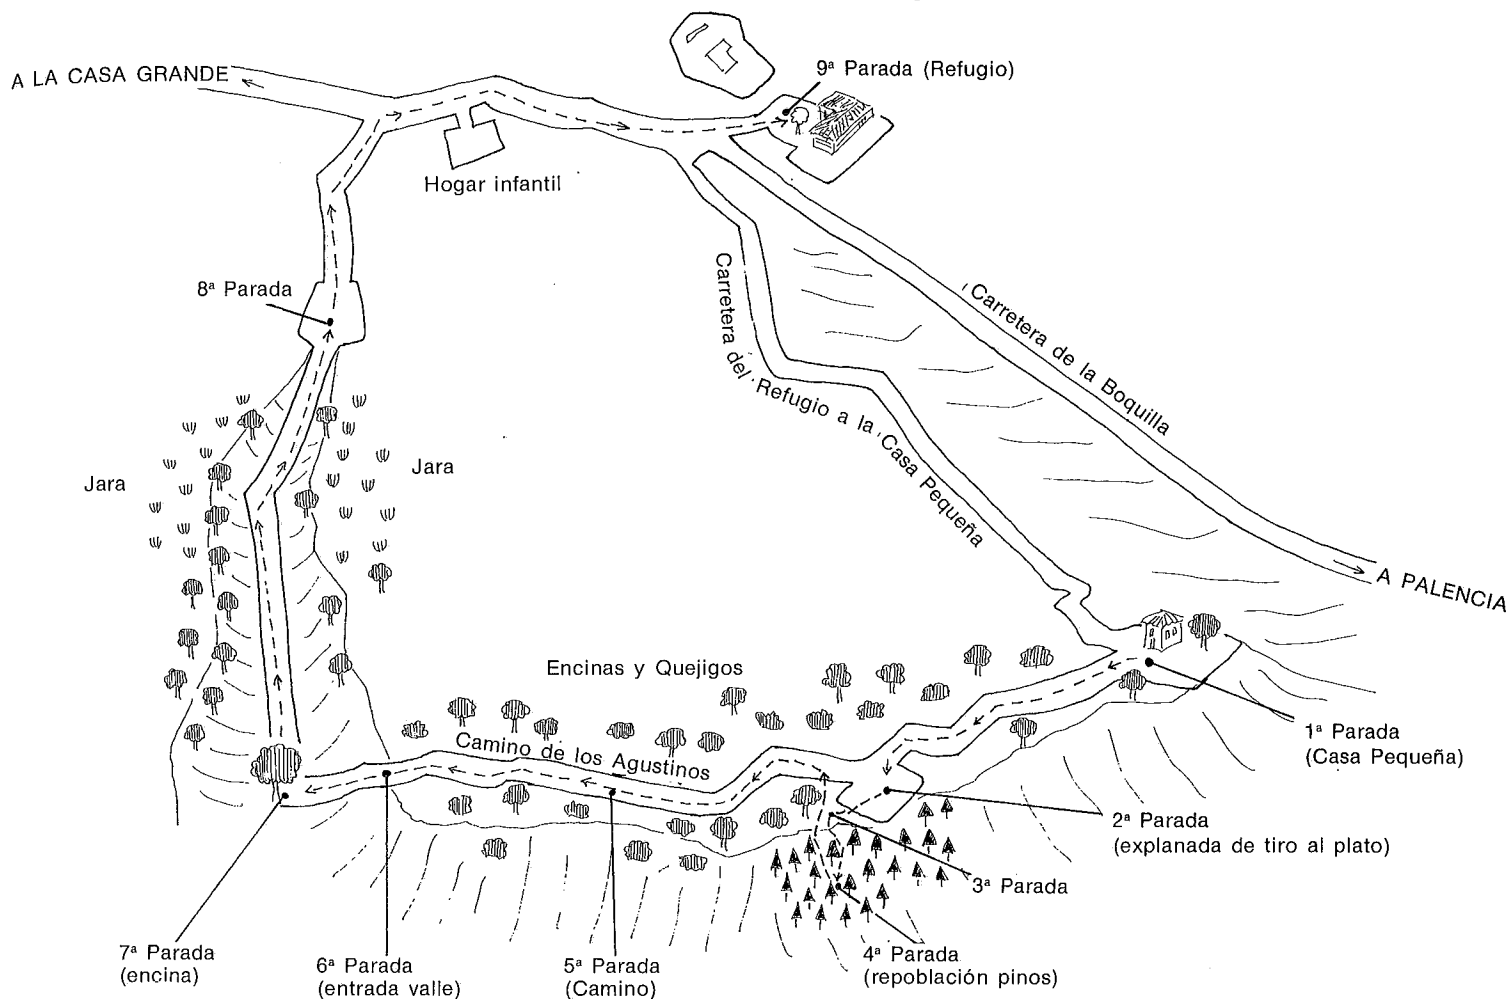 A LA CASA GRANDE
9ª Parada (Refugio)
Hogar infantil
8ª Parada
Carretera de la Boquilla
Carretera del Refugio a la Casa Pequeña
Jara
Jara
A PALENCIA
Encinas y Quejigos
Camino de los Agustinos
1ª Parada
(Casa Pequeña)
2ª Parada
(explanada de tiro al plato)
3ª Parada
4ª Parada
(repoblación pinos)
5ª Parada
(Camino)
6ª Parada
(entrada valle)
7ª Parada
(encina)